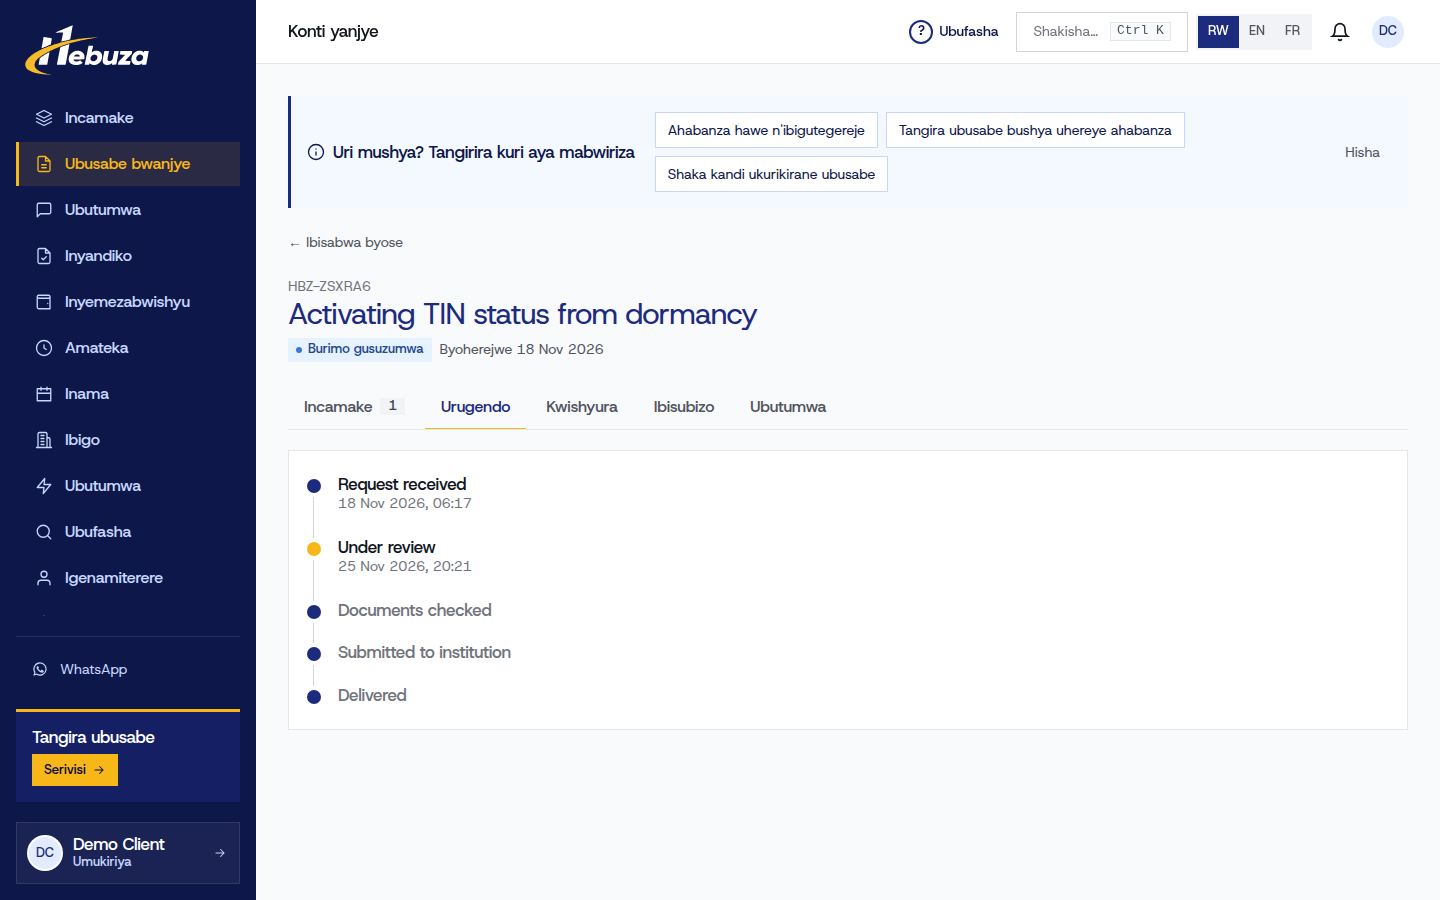 Hebuza
Incamake
Ubusabe bwanjye
Ubutumwa
Inyandiko
Inyemezabwishyu
Amateka
Inama
Ibigo
Ubutumwa
Ubufasha
Igenamiterere
WhatsApp
Tangira ubusabe
Serivisi →
DC
Demo Client
Umukiriya
→
Konti yanjye
? Ubufasha
Shakisha… Ctrl K
RW EN FR
DC
Uri mushya? Tangirira kuri aya mabwiriza
Ahabanza hawe n'ibigutegereje
Tangira ubusabe bushya uhereye ahabanza
Shaka kandi ukurikirane ubusabe
Hisha
← Ibisabwa byose
HBZ-ZSXRA6
Activating TIN status from dormancy
Burimo gusuzumwa Byoherejwe 18 Nov 2026
Incamake 1 Urugendo Kwishyura Ibisubizo Ubutumwa
Request received
18 Nov 2026, 06:17
Under review
25 Nov 2026, 20:21
Documents checked
Submitted to institution
Delivered